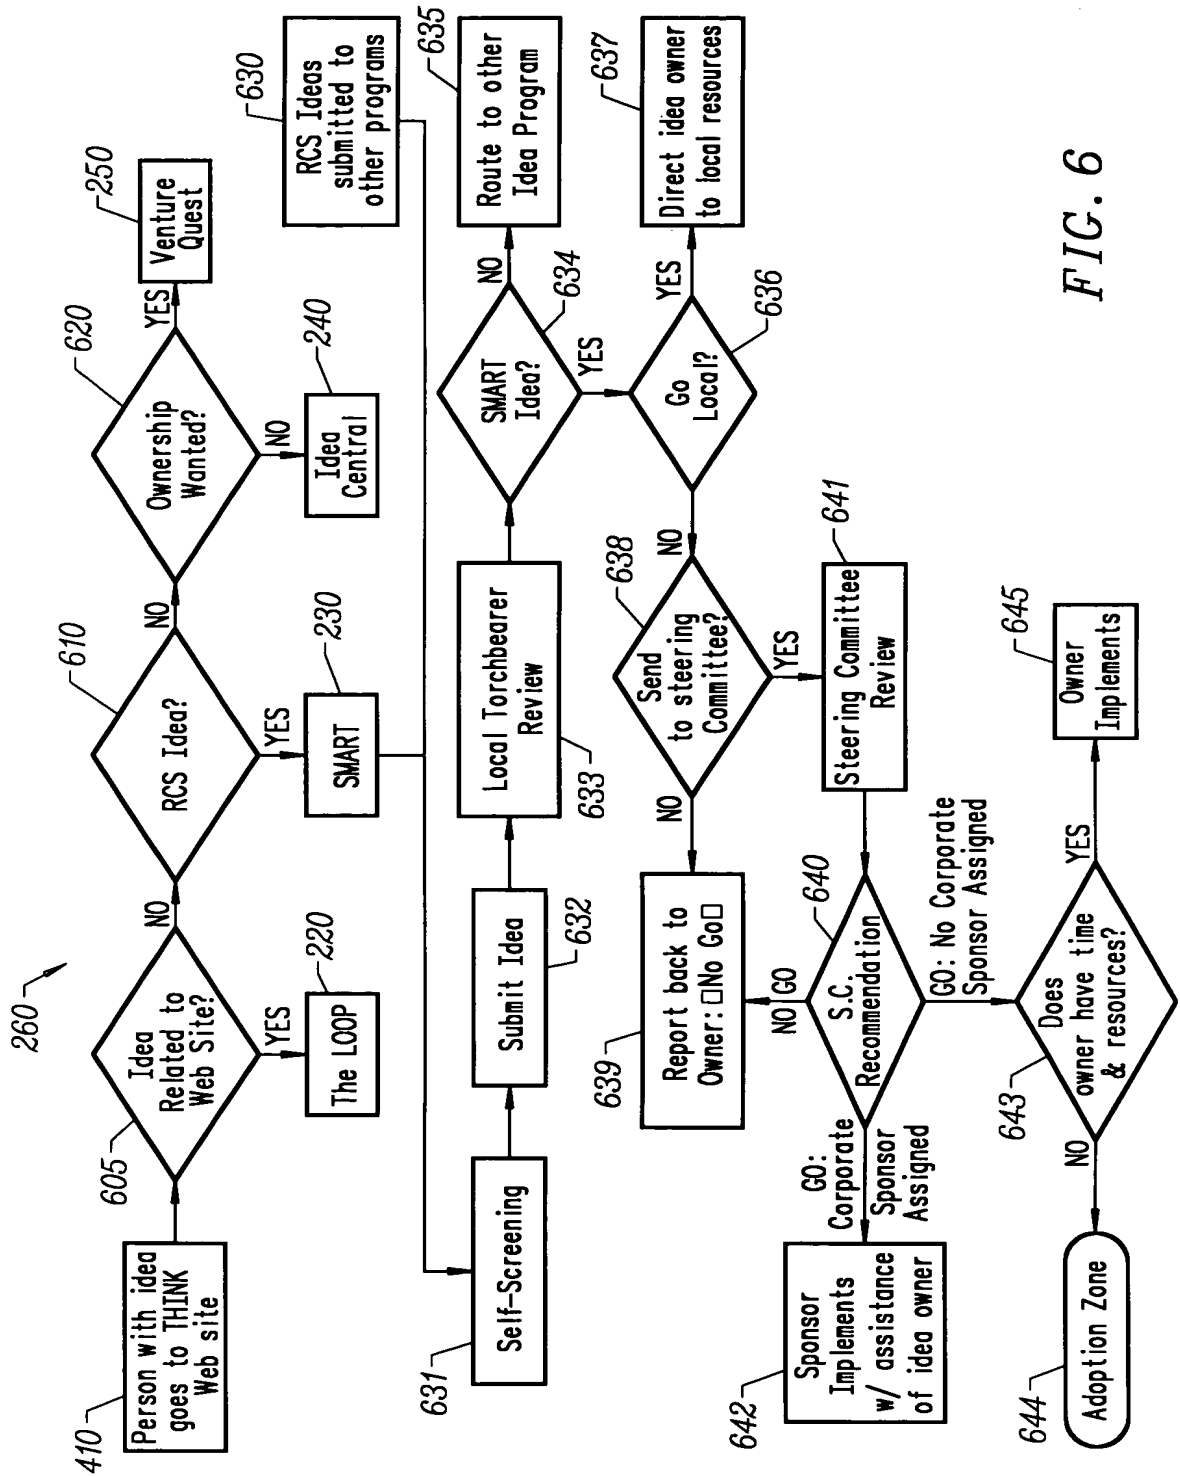 260
410
Person with idea
goes to THINK
Web site
605
Idea
Related to
Web Site?
NO
YES
220
The LOOP
610
RCS Idea?
NO
YES
230
SMART
620
Ownership
Wanted?
YES
NO
250
Venture
Quest
240
Idea
Central
630
RCS Ideas
submitted to
other programs
631
Self-Screening
632
Submit Idea
633
Local Torchbearer
Review
634
SMART
Idea?
NO
YES
635
Route to other
Idea Program
636
Go
Local?
YES
NO
637
Direct idea owner
to local resources
638
Send
to steering
Committee?
NO
YES
639
Report back to
Owner: □No Go□
641
Steering Committee
Review
640
S.C.
Recommendation
NO GO
GO:
Corporate
Sponsor
Assigned
GO: No Corporate
Sponsor Assigned
642
Sponsor
Implements
w/ assistance
of idea owner
643
Does
owner have time
& resources?
NO
YES
644
Adoption Zone
645
Owner
Implements
FIG. 6